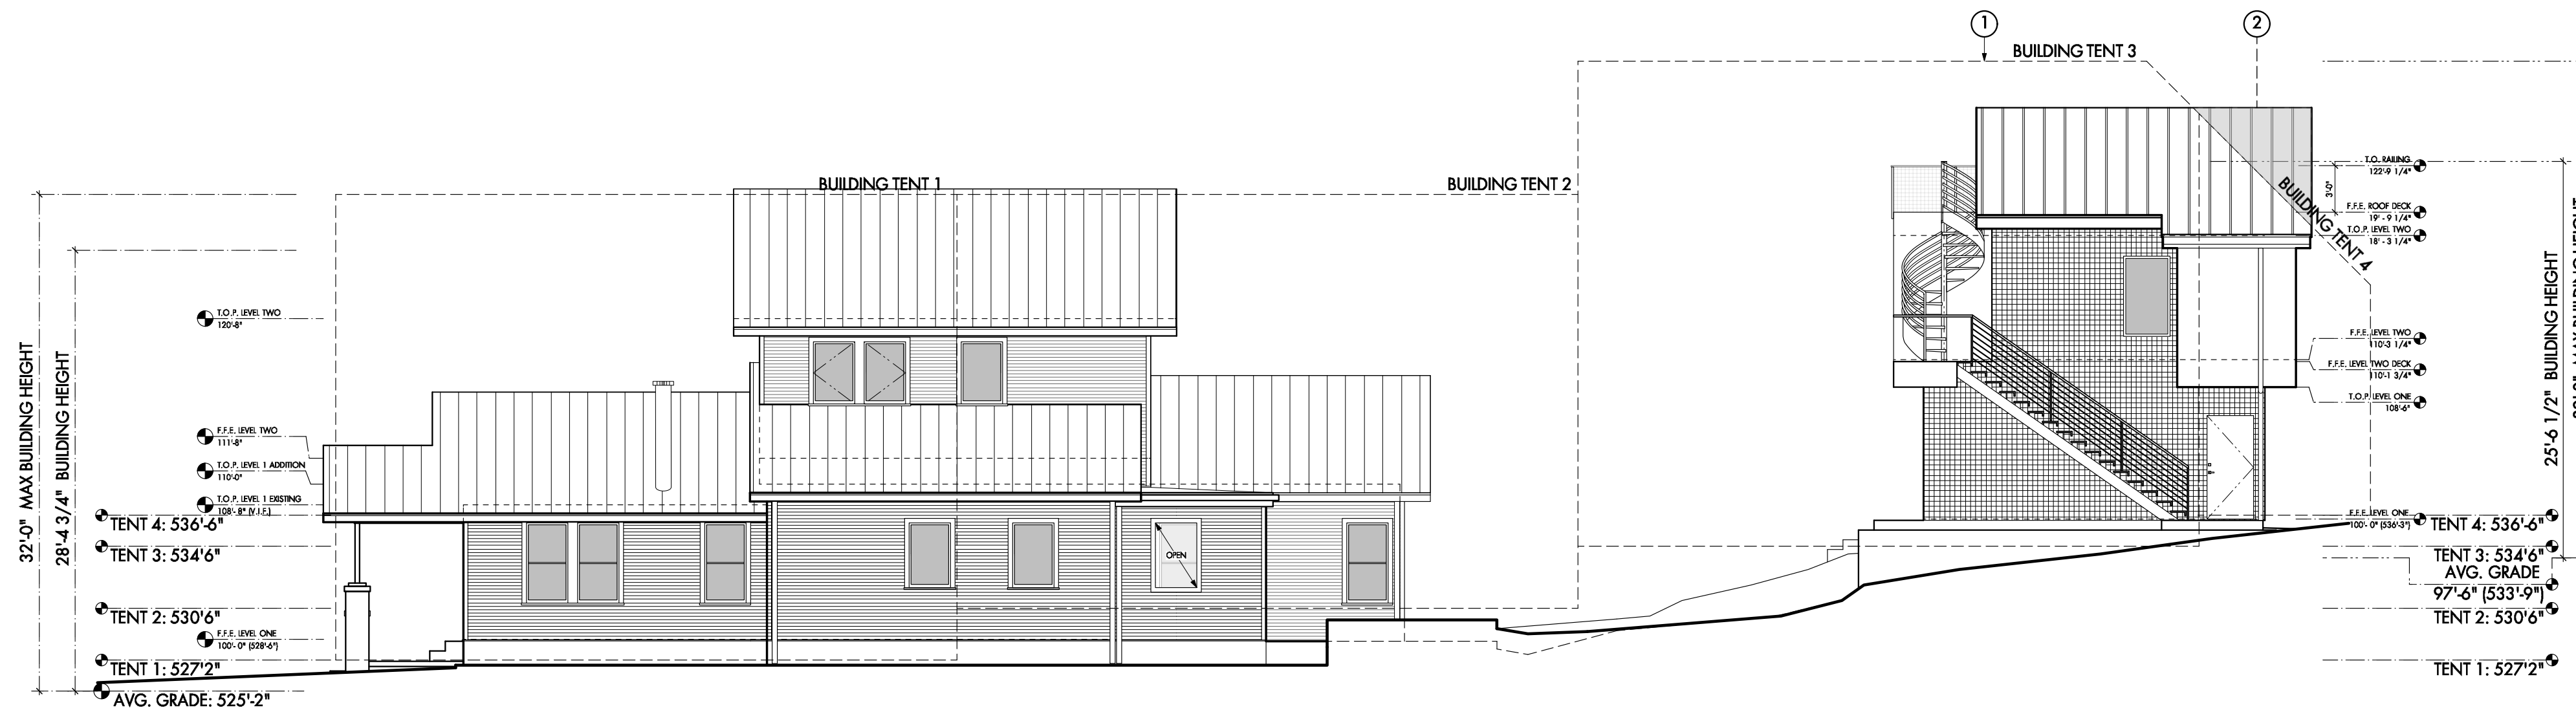 1
2
BUILDING TENT 3
BUILDING TENT 1
BUILDING TENT 2
BUILDING TENT 4
32'-0" MAX BUILDING HEIGHT
28'-4 3/4" BUILDING HEIGHT
T.O.P. LEVEL TWO
120'-8"
F.F.E. LEVEL TWO
111'-8"
T.O.P. LEVEL 1 ADDITION
110'-0"
T.O.P. LEVEL 1 EXISTING
108'- 8" (V.I.F.)
TENT 4: 536'-6"
TENT 3: 534'6"
TENT 2: 530'6"
F.F.E. LEVEL ONE
100'- 0" (528'-6")
TENT 1: 527'2"
AVG. GRADE: 525'-2"
OPEN
T.O. RAILING
122'-9 1/4"
3'-0"
F.F.E. ROOF DECK
19' - 9 1/4"
T.O.P. LEVEL TWO
18' - 3 1/4"
F.F.E. LEVEL TWO
110'-3 1/4"
F.F.E. LEVEL TWO DECK
110'-1 3/4"
T.O.P. LEVEL ONE
108'-6"
F.F.E. LEVEL ONE
100'- 0" (536'-3")
TENT 4: 536'-6"
TENT 3: 534'6"
AVG. GRADE
97'-6" (533'-9")
TENT 2: 530'6"
TENT 1: 527'2"
25'-6 1/2" BUILDING HEIGHT